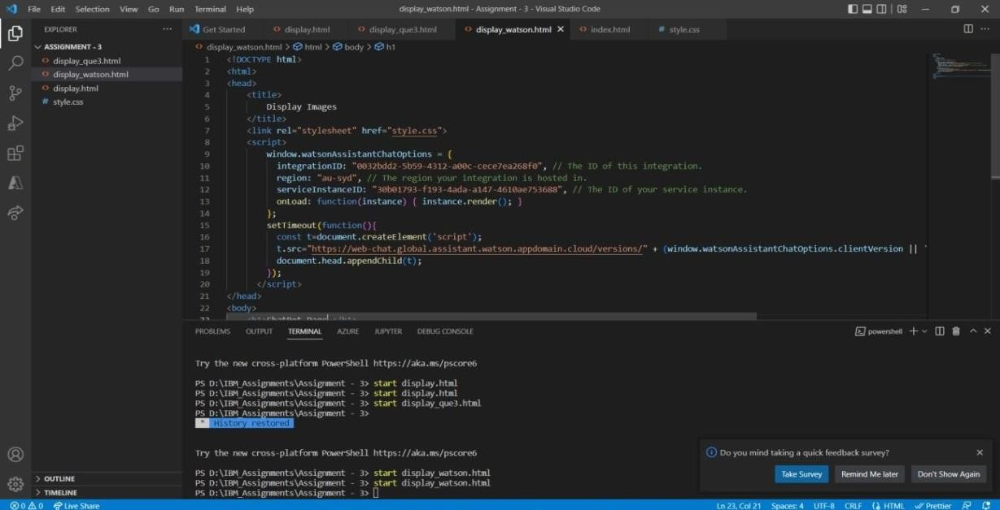 File Edit Selection View Go Run Terminal Help display_watson.html - Assignment - 3 - Visual Studio Code
EXPLORER ...
ASSIGNMENT - 3
display_que3.html
display_watson.html
display.html
# style.css
OUTLINE
TIMELINE
Get Started display.html display_que3.html display_watson.html index.html # style.css
display_watson.html > html > body > h1
1 <!DOCTYPE html>
2 <html>
3 <head>
4 <title>
5 Display Images
6 </title>
7 <link rel="stylesheet" href="style.css">
8 <script>
9 window.watsonAssistantChatOptions = {
10 integrationID: "0032bdd2-5b59-4312-a00c-cece7ea268f0", // The ID of this integration.
11 region: "au-syd", // The region your integration is hosted in.
12 serviceInstanceID: "30b01793-f193-4ada-a147-4610ae753688", // The ID of your service instance.
13 onLoad: function(instance) { instance.render(); }
14 };
15 setTimeout(function(){
16 const t=document.createElement('script');
17 t.src="https://web-chat.global.assistant.watson.appdomain.cloud/versions/" + (window.watsonAssistantChatOptions.clientVersion || '
18 document.head.appendChild(t);
19 });
20 </script>
21 </head>
22 <body>
23 <h1>ChatBot Page </h1>
PROBLEMS OUTPUT TERMINAL AZURE JUPYTER DEBUG CONSOLE powershell
Try the new cross-platform PowerShell https://aka.ms/pscore6
PS D:\IBM_Assignments\Assignment - 3> start display.html
PS D:\IBM_Assignments\Assignment - 3> start display.html
PS D:\IBM_Assignments\Assignment - 3> start display_que3.html
PS D:\IBM_Assignments\Assignment - 3>
* History restored
Try the new cross-platform PowerShell https://aka.ms/pscore6
PS D:\IBM_Assignments\Assignment - 3> start display_watson.html
PS D:\IBM_Assignments\Assignment - 3> start display_watson.html
PS D:\IBM_Assignments\Assignment - 3>
Do you mind taking a quick feedback survey?
Take Survey Remind Me later Don't Show Again
0 0 Live Share Ln 23, Col 21 Spaces: 4 UTF-8 CRLF HTML Prettier